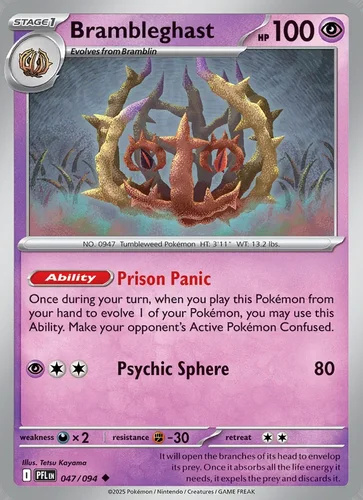 STAGE 1
Brambleghast
HP 100
Evolves from Bramblin
NO. 0947 Tumbleweed Pokémon HT: 3'11" WT: 13.2 lbs.
Ability Prison Panic
Once during your turn, when you play this Pokémon from
your hand to evolve 1 of your Pokémon, you may use this
Ability. Make your opponent's Active Pokémon Confused.
Psychic Sphere 80
weakness ×2 resistance -30 retreat
Illus. Tetsu Kayama
I PFL EN 047/094
It will open the branches of its head to envelop
its prey. Once it absorbs all the life energy it
needs, it expels the prey and discards it.
©2025 Pokémon / Nintendo / Creatures / GAME FREAK